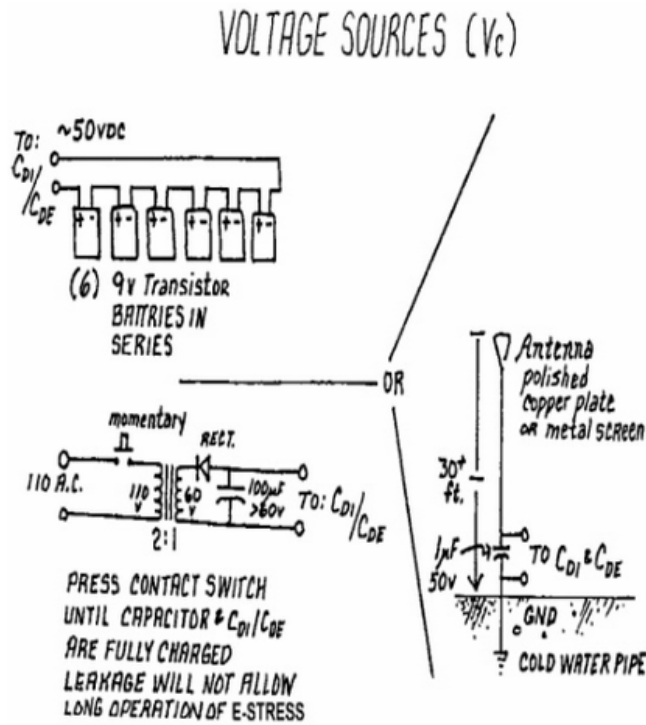 VOLTAGE SOURCES (Vc)
~50VDC
TO:
CDI
/CDE
+ - + - + - + - + - + -
(6) 9v Transistor
BATTRIES IN
SERIES
OR
momentary
RECT.
110 A.C.
110
V
60
V
100µF
>60v
TO: CDI
/CDE
2:1
PRESS CONTACT SWITCH
UNTIL CAPACITOR & CDI/CDE
ARE FULLY CHARGED
LEAKAGE WILL NOT ALLOW
LONG OPERATION OF E-STRESS
Antenna
polished
copper plate
OR metal screen
30+
ft.
1µF
50v
TO CDI & CDE
GND
COLD WATER PIPE